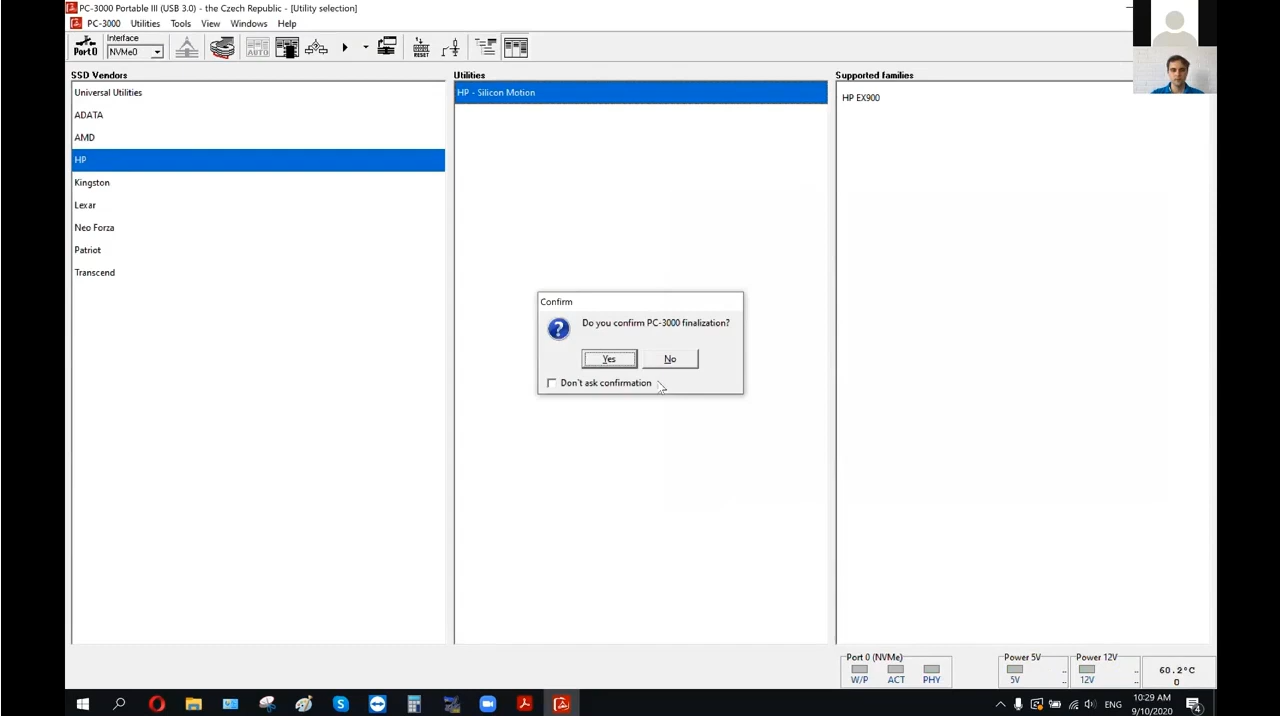 PC-3000 Portable III (USB 3.0) - the Czech Republic - [Utility selection]
PC-3000 Utilities Tools View Windows Help
Port0
Interface
NVMe0
AUTO
RESET
SSD Vendors
Universal Utilities
ADATA
AMD
HP
Kingston
Lexar
Neo Forza
Patriot
Transcend
Utilities
HP - Silicon Motion
Supported families
HP EX900
Confirm
Do you confirm PC-3000 finalization?
Yes No
Don't ask confirmation
Port 0 (NVMe)
W/P ACT PHY
Power 5V
5V
Power 12V
12V
60.2°C
0
ENG
10:29 AM
9/10/2020
4